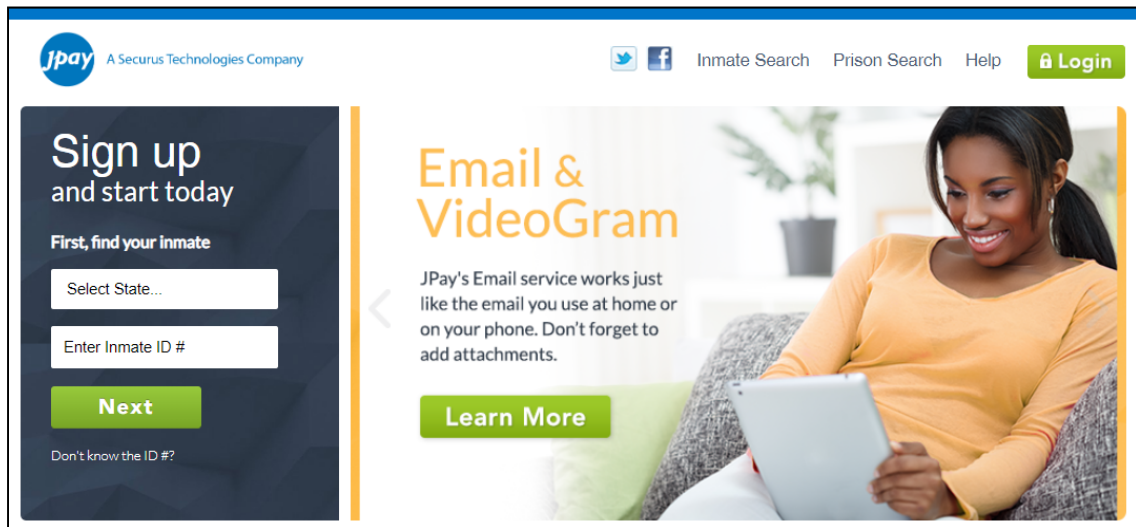 Jpay A Securus Technologies Company
Inmate Search Prison Search Help Login
Sign up
and start today
First, find your inmate
Select State...
Enter Inmate ID #
Next
Don't know the ID #?
Email &
VideoGram
JPay's Email service works just
like the email you use at home or
on your phone. Don't forget to
add attachments.
Learn More